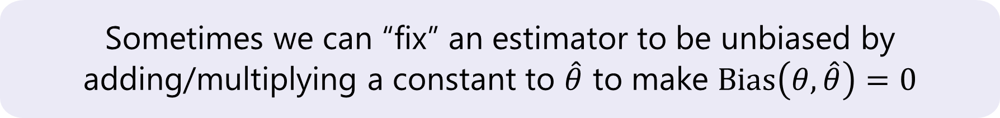 Sometimes we can “fix” an estimator to be unbiased by
adding/multiplying a constant to θ̂ to make Bias(θ, θ̂) = 0